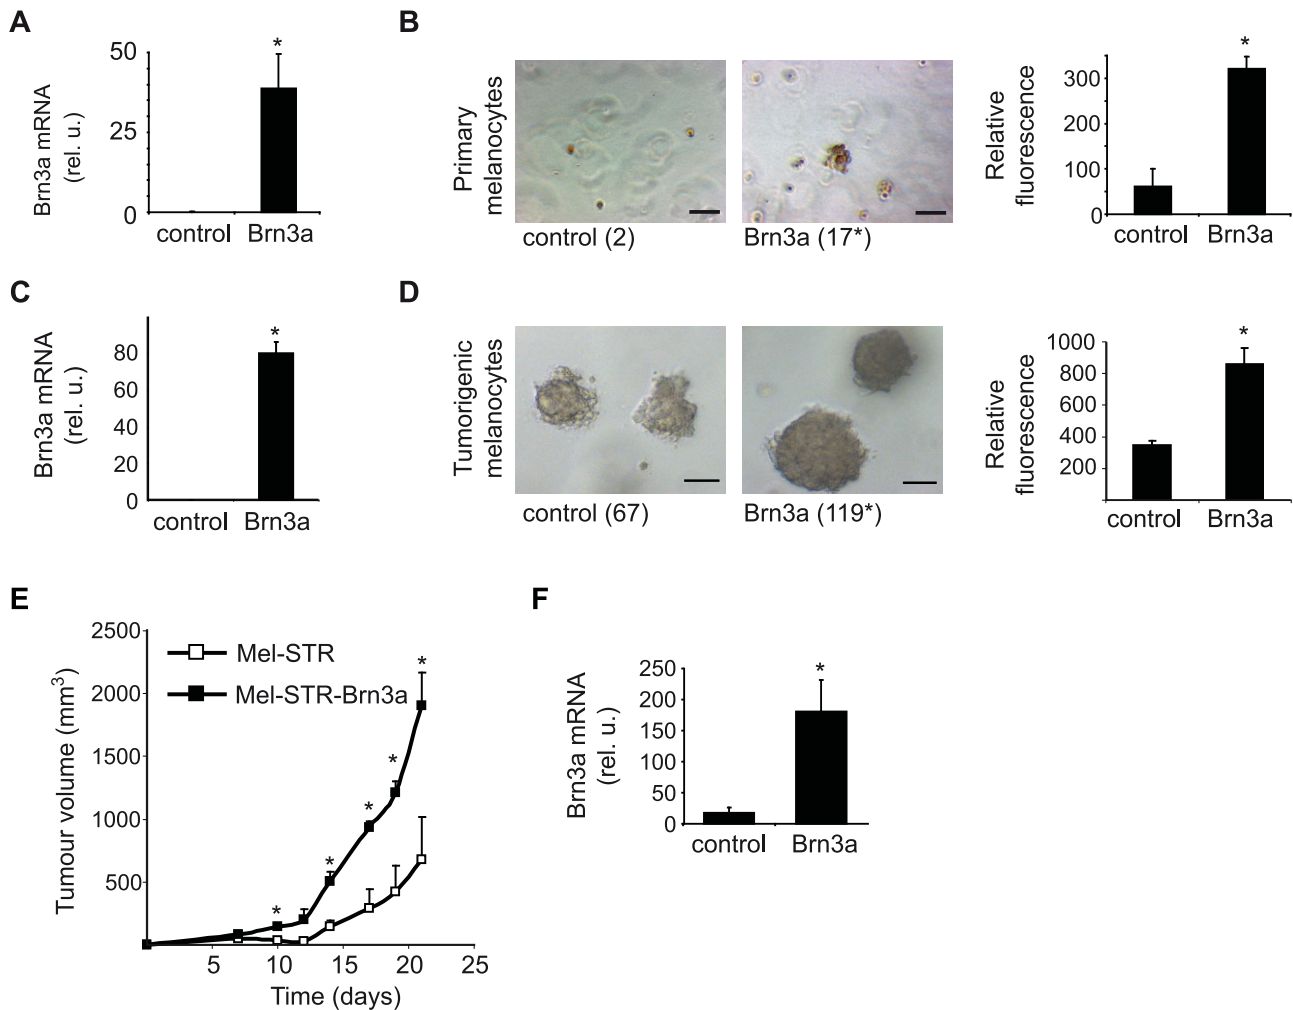 A
Brn3a mRNA
(rel. u.)
50
25
0
*
control Brn3a
B
Primary
melanocytes
control (2)
Brn3a (17*)
Relative
fluorescence
300
200
100
0
*
control Brn3a
C
Brn3a mRNA
(rel. u.)
80
60
40
20
0
*
control Brn3a
D
Tumorigenic
melanocytes
control (67)
Brn3a (119*)
Relative
fluorescence
1000
800
600
400
200
*
control Brn3a
E
Tumour volume (mm³)
2500
2000
1500
1000
500
Mel-STR
Mel-STR-Brn3a
*
*
*
*
*
5 10 15 20 25
Time (days)
F
Brn3a mRNA
(rel. u.)
250
200
150
100
50
0
*
control Brn3a